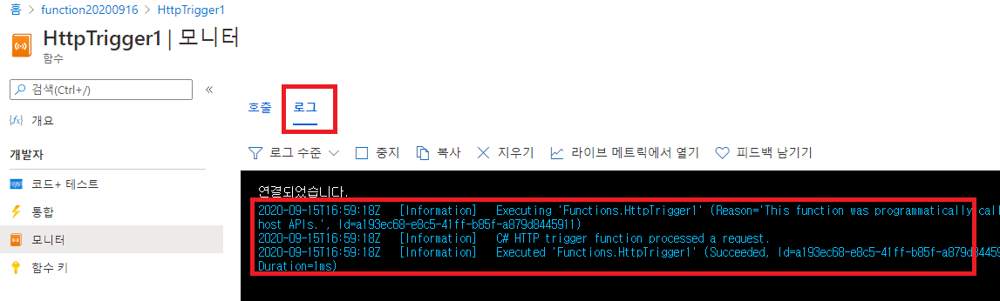 홈 > function20200916 > HttpTrigger1
HttpTrigger1 | 모니터
함수
검색(Ctrl+/)
«
개요
개발자
코드+ 테스트
통합
모니터
함수 키
호출
로그
로그 수준
중지
복사
지우기
라이브 메트릭에서 열기
피드백 남기기
연결되었습니다.
2020-09-15T16:59:18Z [Information] Executing 'Functions.HttpTrigger1' (Reason='This function was programmatically call
host APIs.', Id=a193ec68-e8c5-41ff-b85f-a879d8445911)
2020-09-15T16:59:18Z [Information] C# HTTP trigger function processed a request.
2020-09-15T16:59:18Z [Information] Executed 'Functions.HttpTrigger1' (Succeeded, Id=a193ec68-e8c5-41ff-b85f-a879d84459
Duration=1ms)